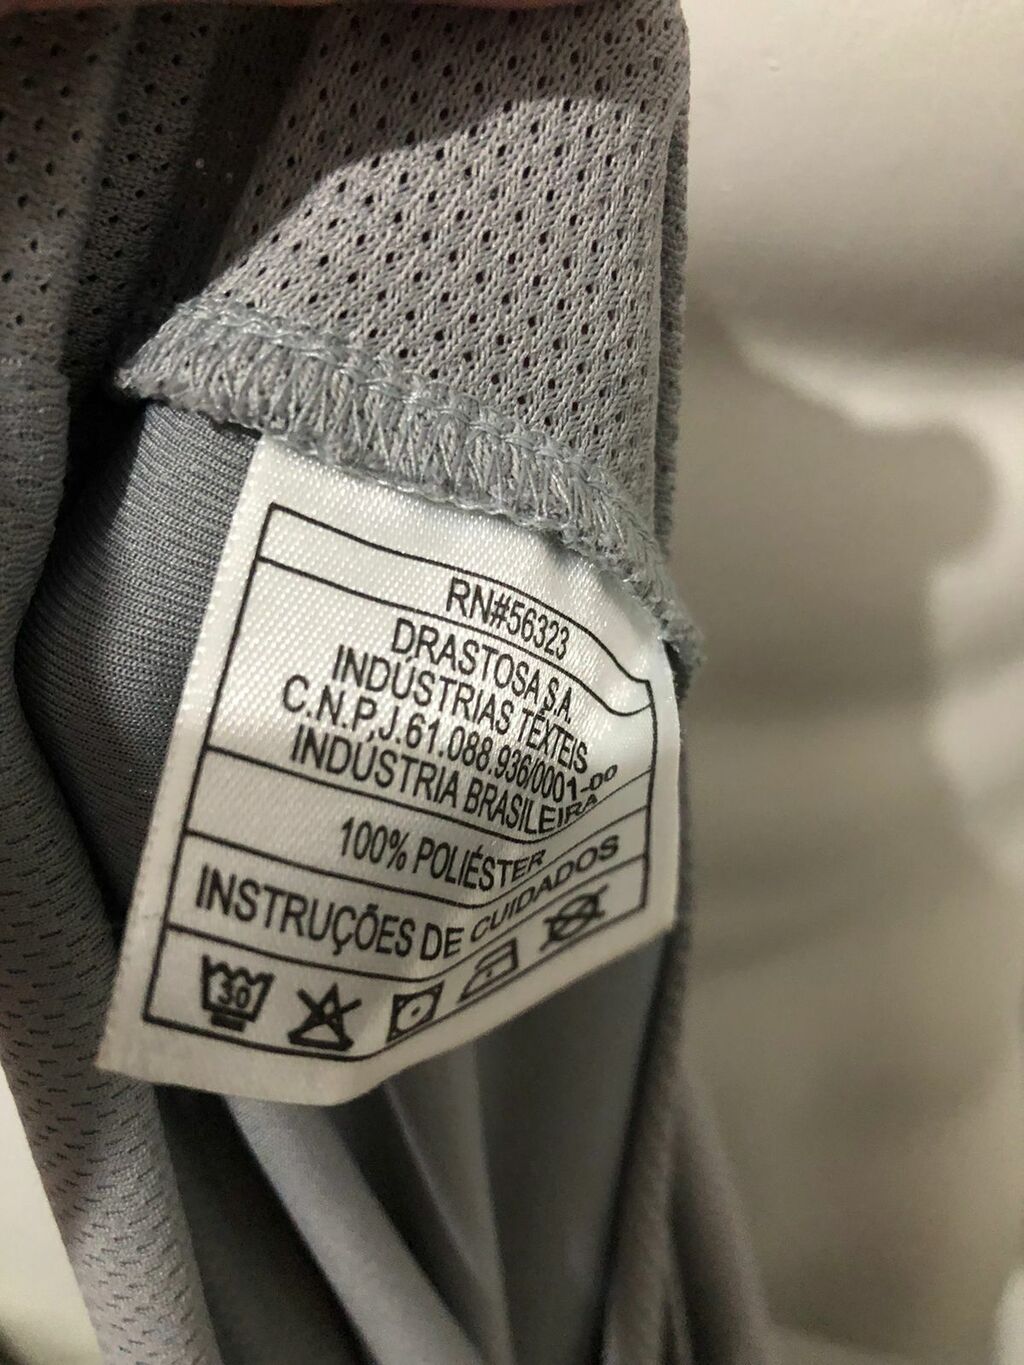 RN#56323
DRASTOSA S.A.
INDÚSTRIAS TÊXTEIS
C.N.P.J.61.088.936/0001-00
INDÚSTRIA BRASILEIRA
100% POLIÉSTER
INSTRUÇÕES DE CUIDADOS
30